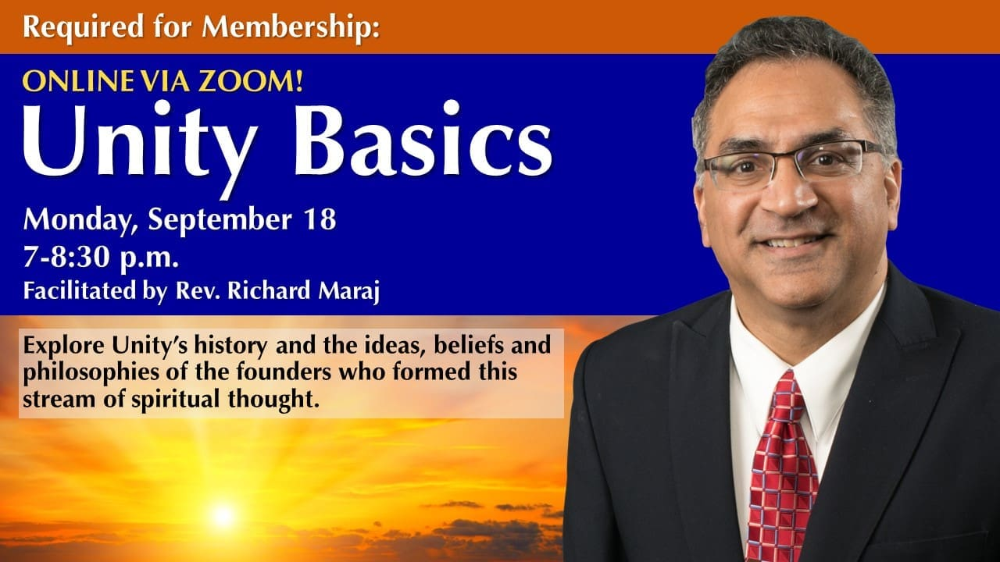 Required for Membership:
ONLINE VIA ZOOM!
Unity Basics
Monday, September 18
7-8:30 p.m.
Facilitated by Rev. Richard Maraj
Explore Unity’s history and the ideas, beliefs and
philosophies of the founders who formed this
stream of spiritual thought.